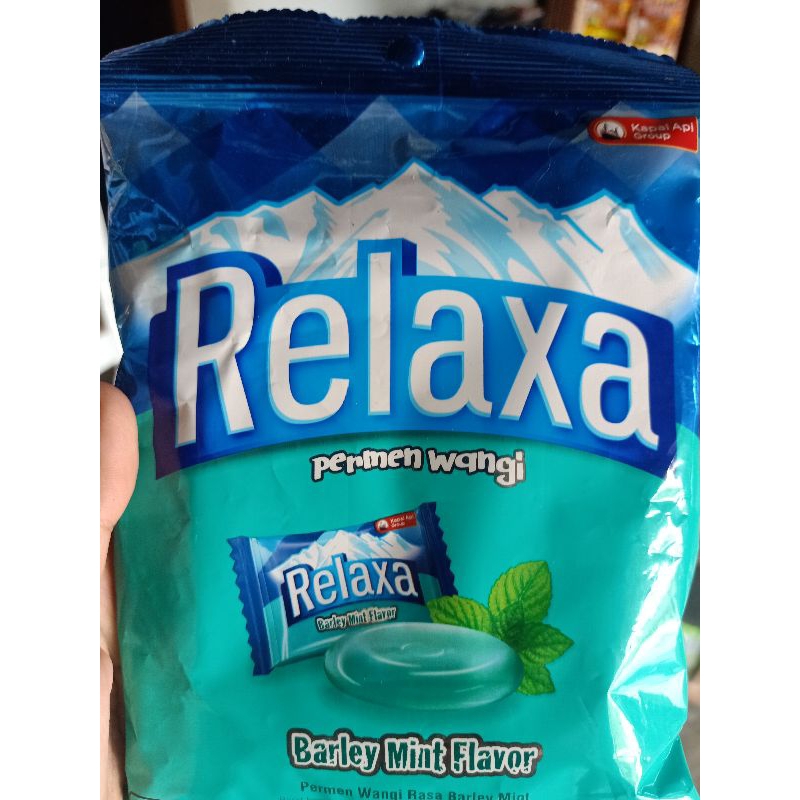 Kapal Api
Group
Relaxa
permen wangi
Kapal Api
Group
Relaxa
Barley Mint Flavor
Barley Mint Flavor
Permen Wangi Rasa Barley Mint